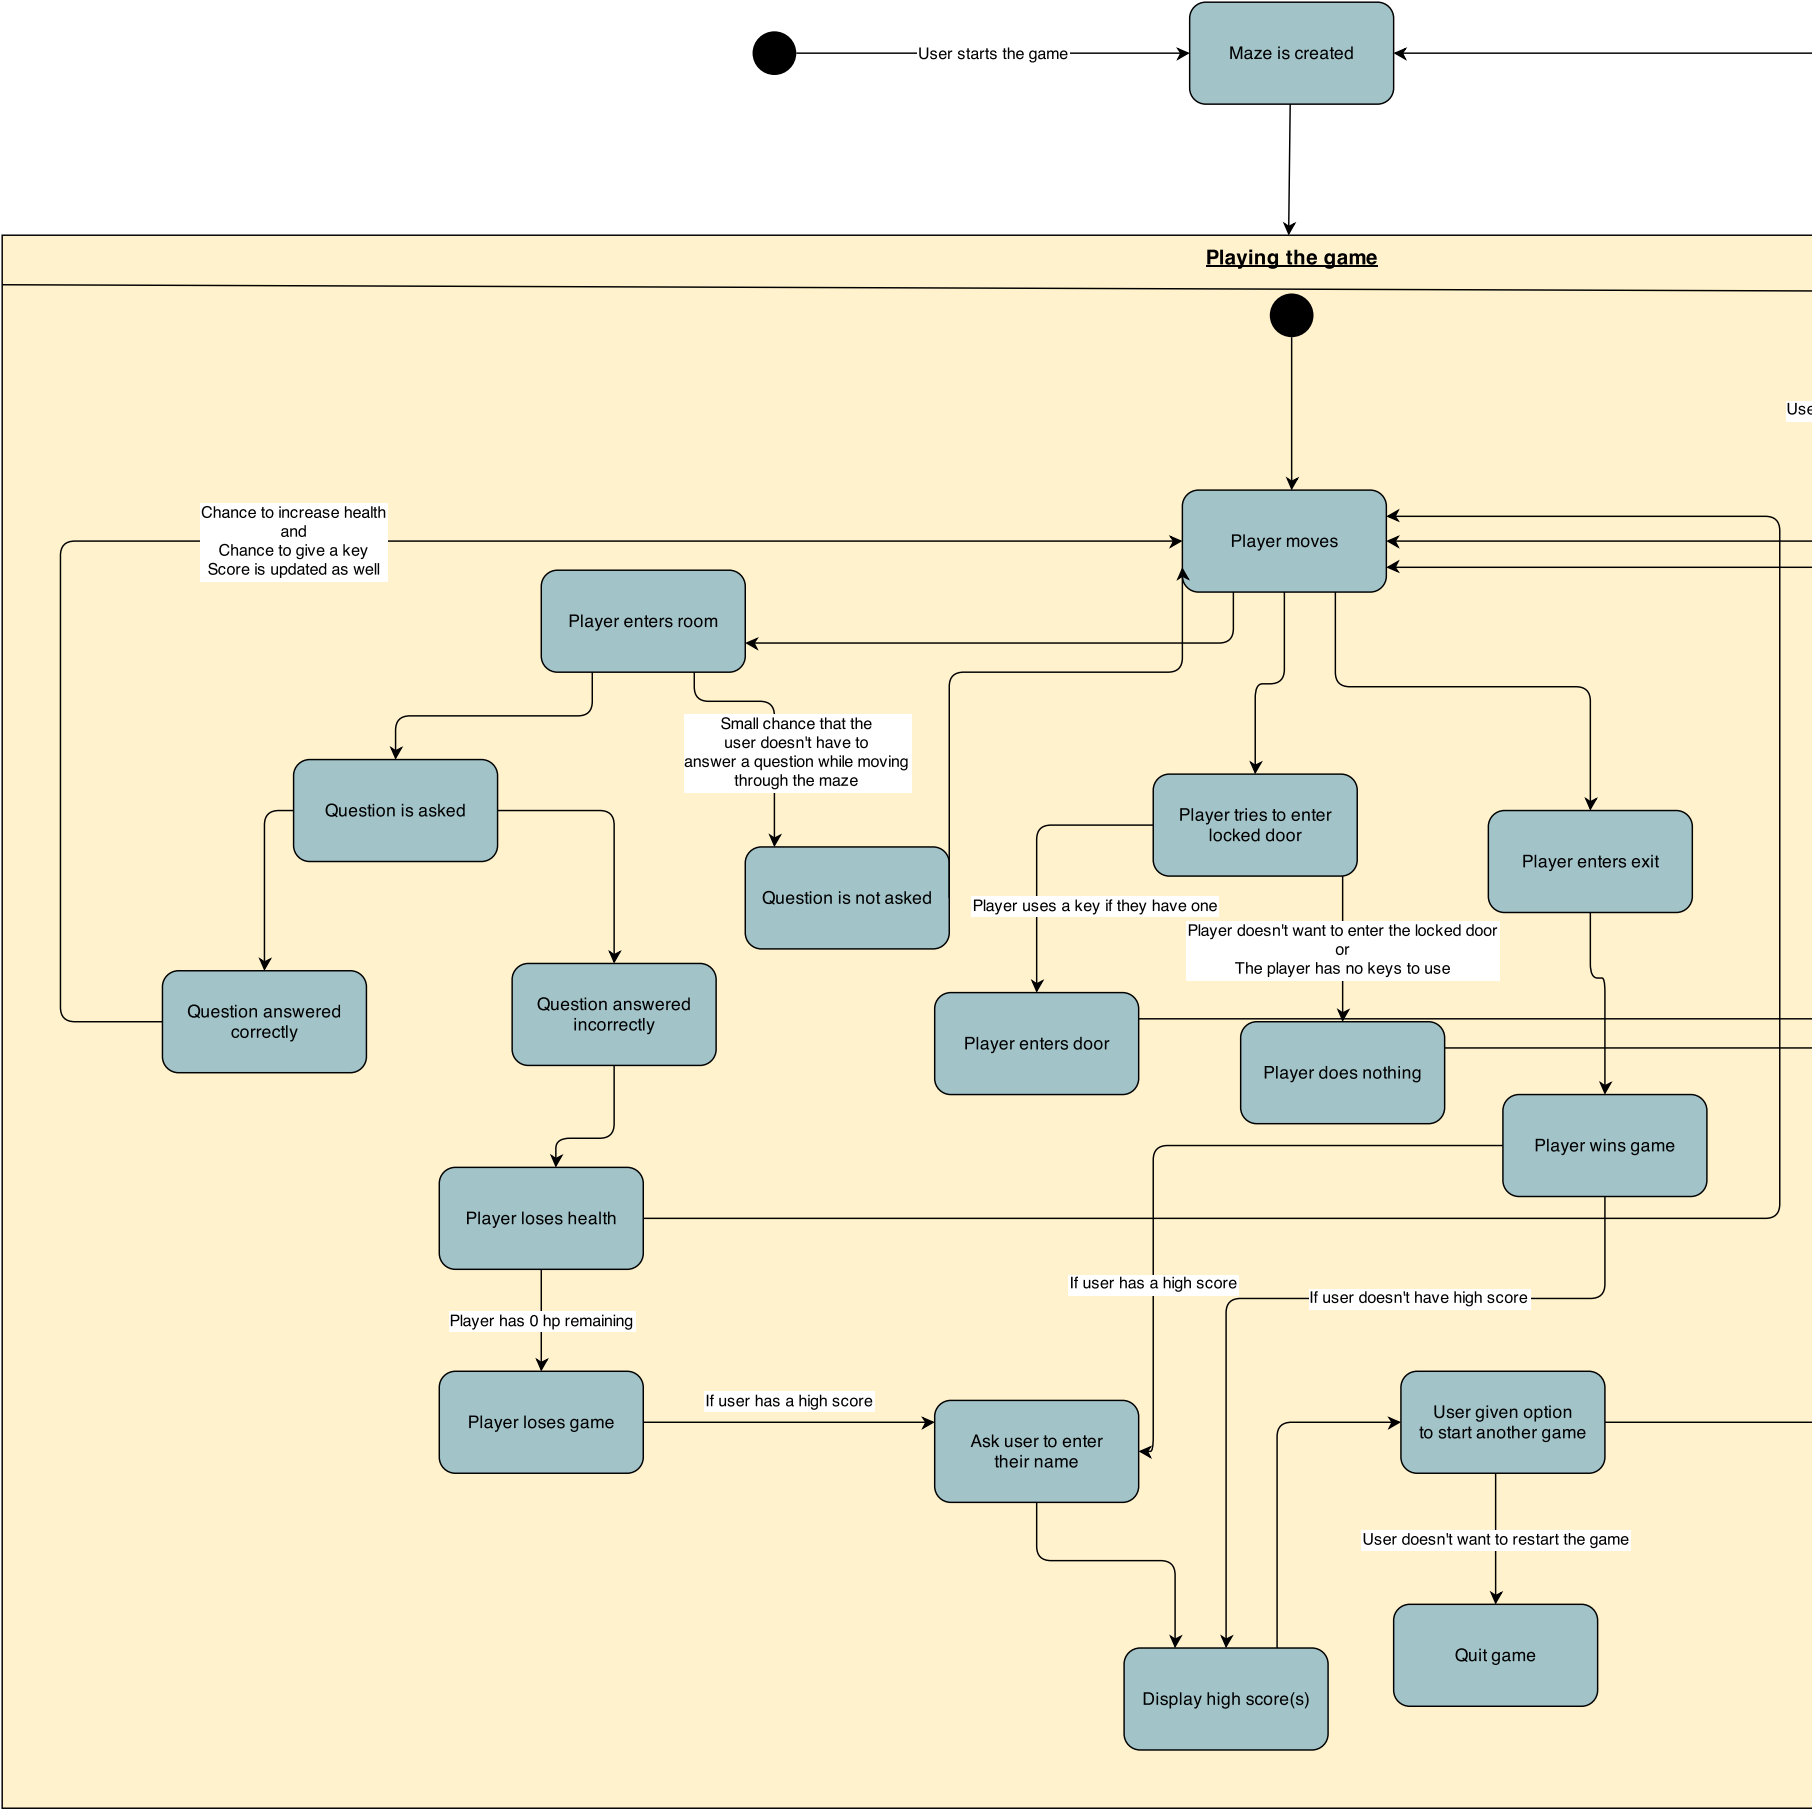 User starts the game
Maze is created
Playing the game
Use
Chance to increase health
and
Chance to give a key
Score is updated as well
Player moves
Player enters room
Small chance that the
user doesn't have to
answer a question while moving
through the maze
Question is asked
Player tries to enter
locked door
Player enters exit
Question is not asked
Player uses a key if they have one
Player doesn't want to enter the locked door
or
The player has no keys to use
Question answered
correctly
Question answered
incorrectly
Player enters door
Player does nothing
Player wins game
Player loses health
If user has a high score
If user doesn't have high score
Player has 0 hp remaining
If user has a high score
Player loses game
Ask user to enter
their name
User given option
to start another game
User doesn't want to restart the game
Quit game
Display high score(s)